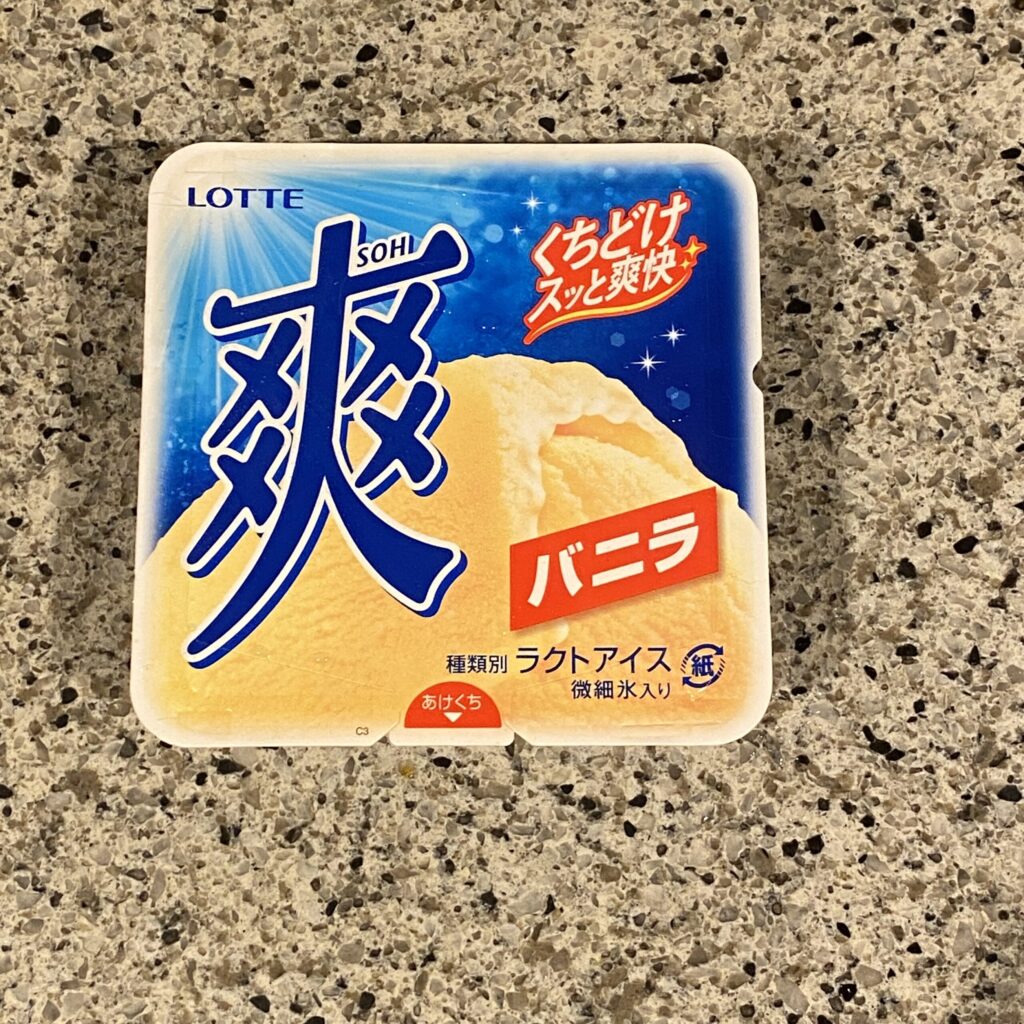 LOTTE
爽
SOHI
くちどけ
スッと爽快
バニラ
種類別 ラクトアイス
微細氷入り
紙
あけくち
C3